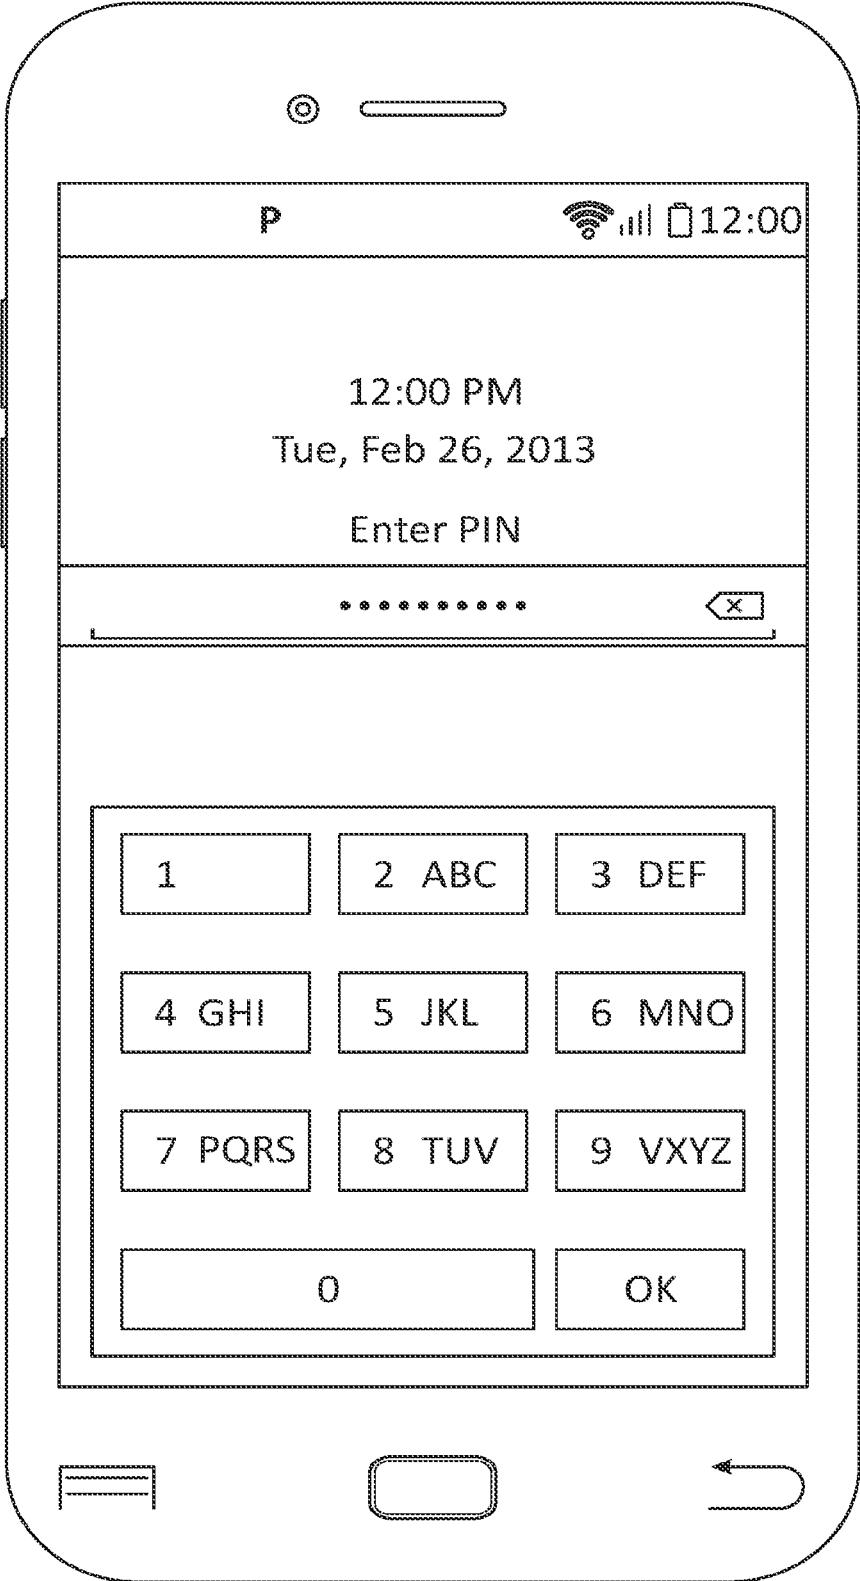 P 12:00
12:00 PM
Tue, Feb 26, 2013
Enter PIN
••••••••••
1 2 ABC 3 DEF
4 GHI 5 JKL 6 MNO
7 PQRS 8 TUV 9 VXYZ
0 OK